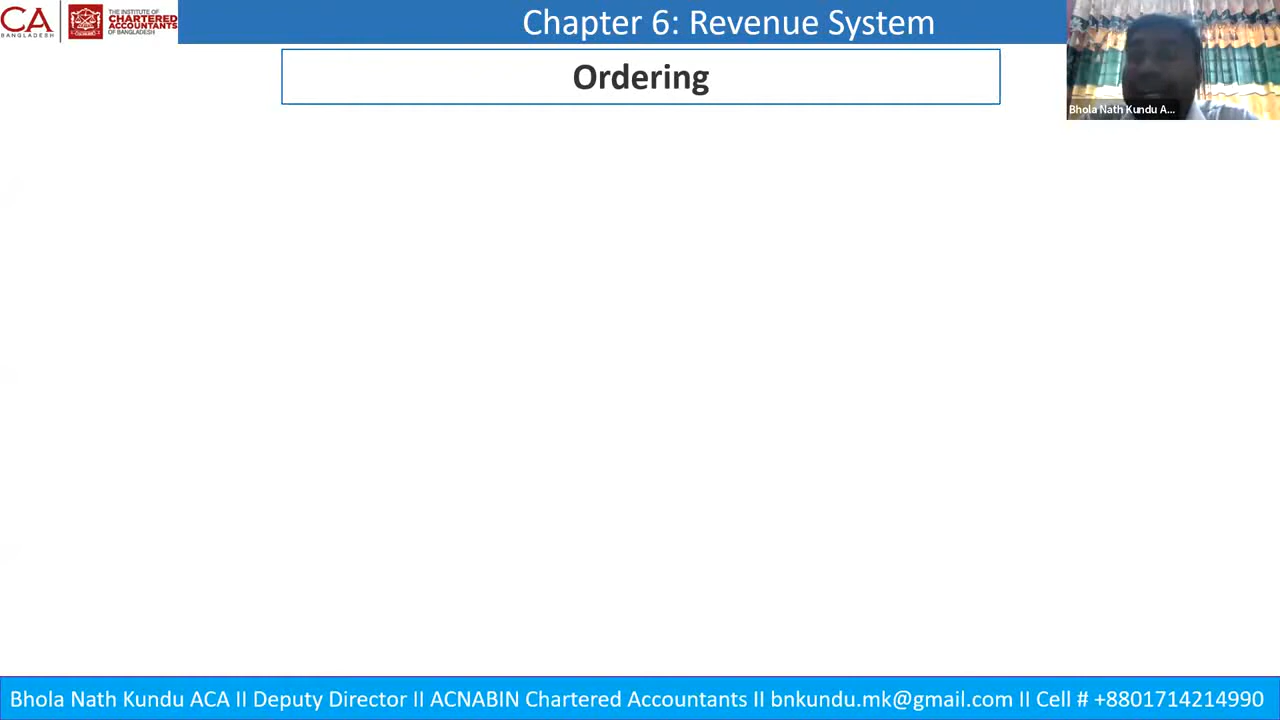 CA
BANGLADESH
THE INSTITUTE OF
CHARTERED
ACCOUNTANTS
OF BANGLADESH
Chapter 6: Revenue System
Ordering
Bhola Nath Kundu A...
Bhola Nath Kundu ACA II Deputy Director II ACNABIN Chartered Accountants II bnkundu.mk@gmail.com II Cell # +8801714214990